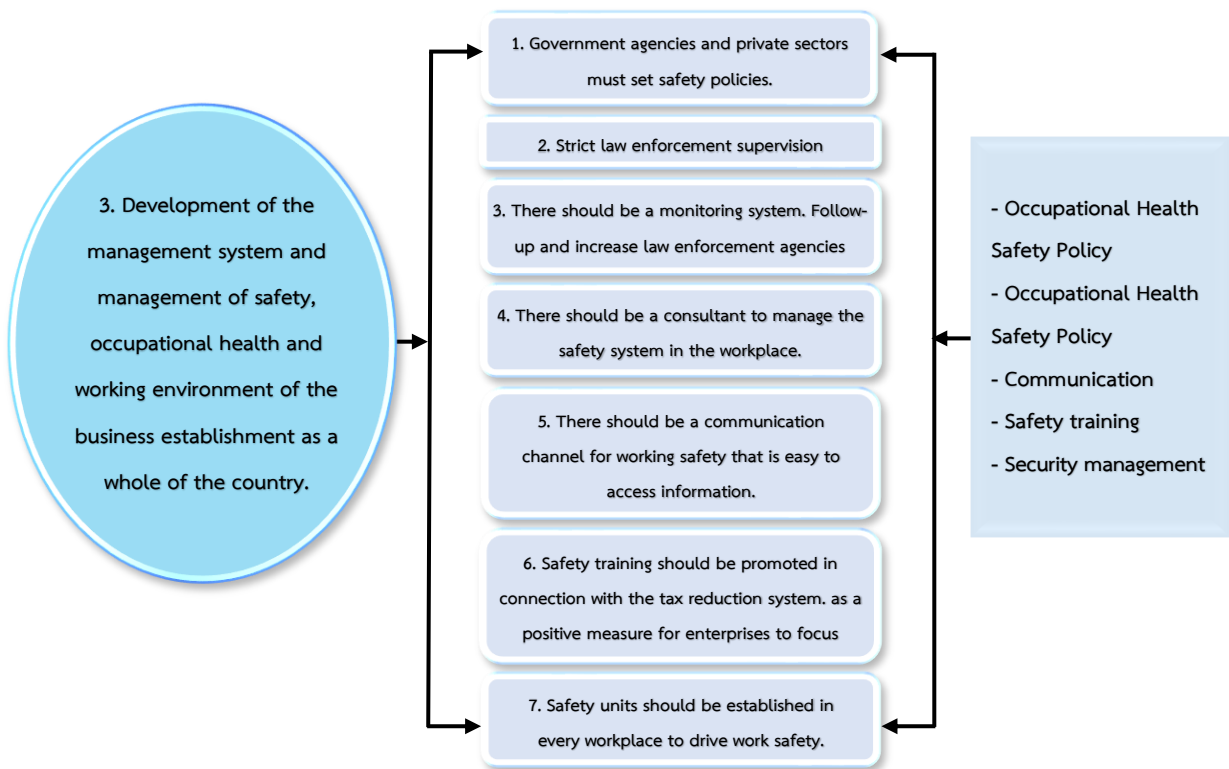 3. Development of the
management system and
management of safety,
occupational health and
working environment of the
business establishment as a
whole of the country.
1. Government agencies and private sectors
must set safety policies.
2. Strict law enforcement supervision
3. There should be a monitoring system. Follow-
up and increase law enforcement agencies
4. There should be a consultant to manage the
safety system in the workplace.
5. There should be a communication
channel for working safety that is easy to
access information.
6. Safety training should be promoted in
connection with the tax reduction system. as a
positive measure for enterprises to focus
7. Safety units should be established in
every workplace to drive work safety.
- Occupational Health
Safety Policy
- Occupational Health
Safety Policy
- Communication
- Safety training
- Security management